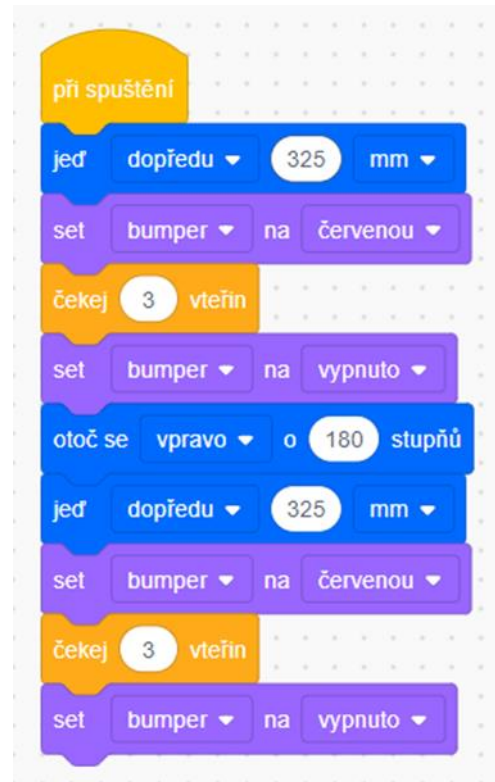 při spuštění
jeď dopředu 325 mm
set bumper na červenou
čekej 3 vteřin
set bumper na vypnuto
otoč se vpravo o 180 stupňů
jeď dopředu 325 mm
set bumper na červenou
čekej 3 vteřin
set bumper na vypnuto